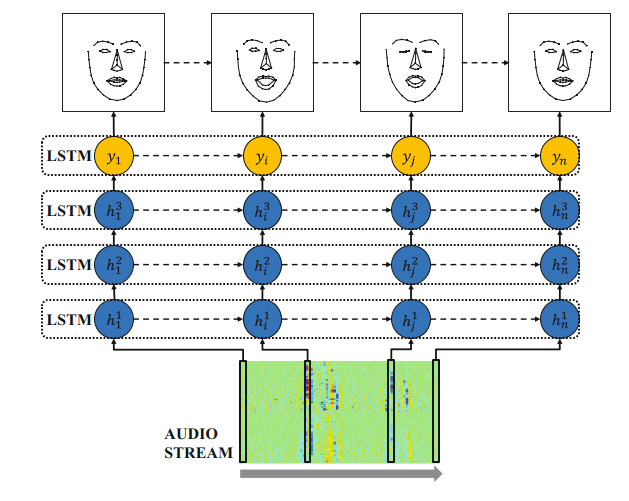 LSTM y₁ yᵢ yⱼ yₙ
LSTM h₁³ hᵢ³ hⱼ³ hₙ³
LSTM h₁² hᵢ² hⱼ² hₙ²
LSTM h₁¹ hᵢ¹ hⱼ¹ hₙ¹
AUDIO
STREAM